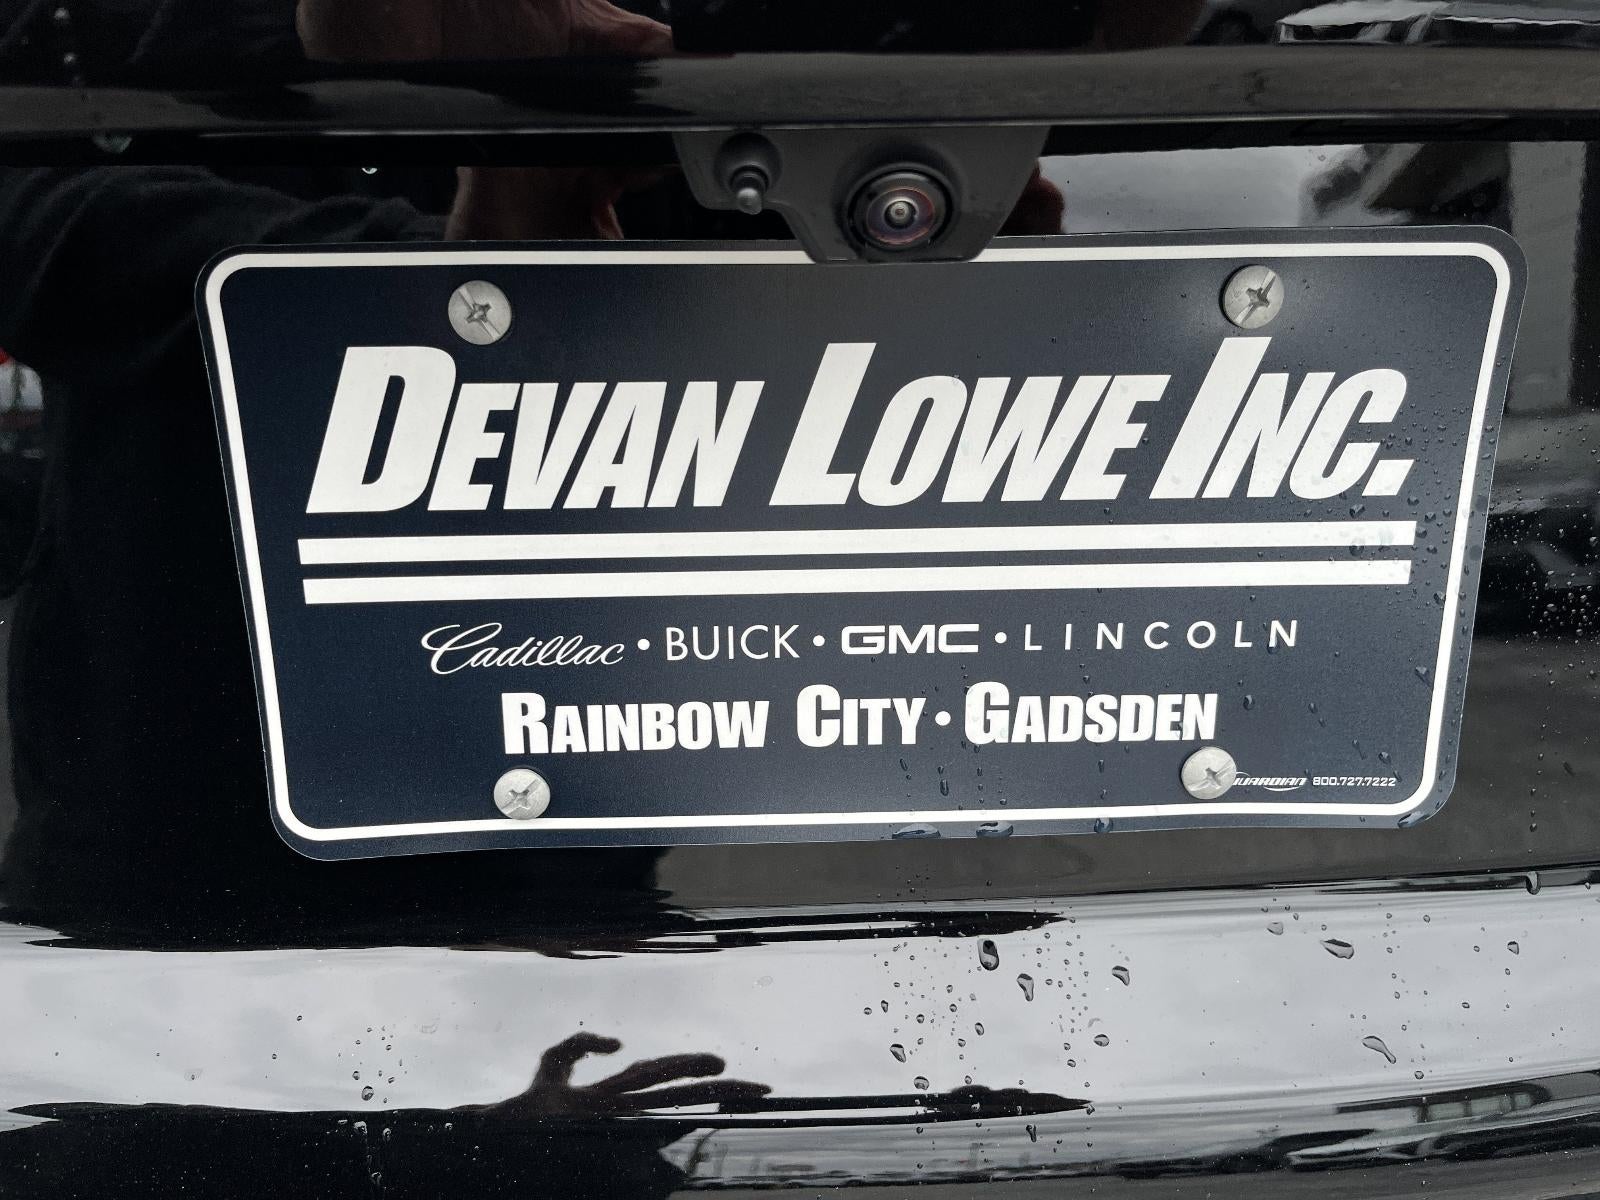 DEVAN LOWE INC.
Cadillac • BUICK • GMC • LINCOLN
RAINBOW CITY • GADSDEN
800.727.7222